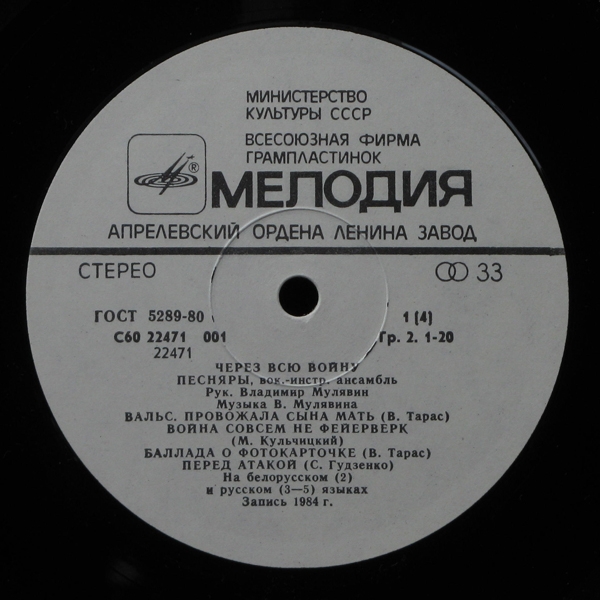 МИНИСТЕРСТВО
КУЛЬТУРЫ СССР
ВСЕСОЮЗНАЯ ФИРМА
ГРАМПЛАСТИНОК
®
МЕЛОДИЯ
АПРЕЛЕВСКИЙ ОРДЕНА ЛЕНИНА ЗАВОД
СТЕРЕО 33
ГОСТ 5289-80 1 (4)
С60 22471 001 Гр. 2. 1-20
22471
ЧЕРЕЗ ВСЮ ВОЙНУ
ПЕСНЯРЫ, вок.-инстр. ансамбль
Рук. Владимир Мулявин
Музыка В. Мулявина
ВАЛЬС. ПРОВОЖАЛА СЫНА МАТЬ (В. Тарас)
ВОЙНА СОВСЕМ НЕ ФЕЙЕРВЕРК
(М. Кульчицкий)
БАЛЛАДА О ФОТОКАРТОЧКЕ (В. Тарас)
ПЕРЕД АТАКОЙ (С. Гудзенко)
На белорусском (2)
и русском (3—5) языках
Запись 1984 г.